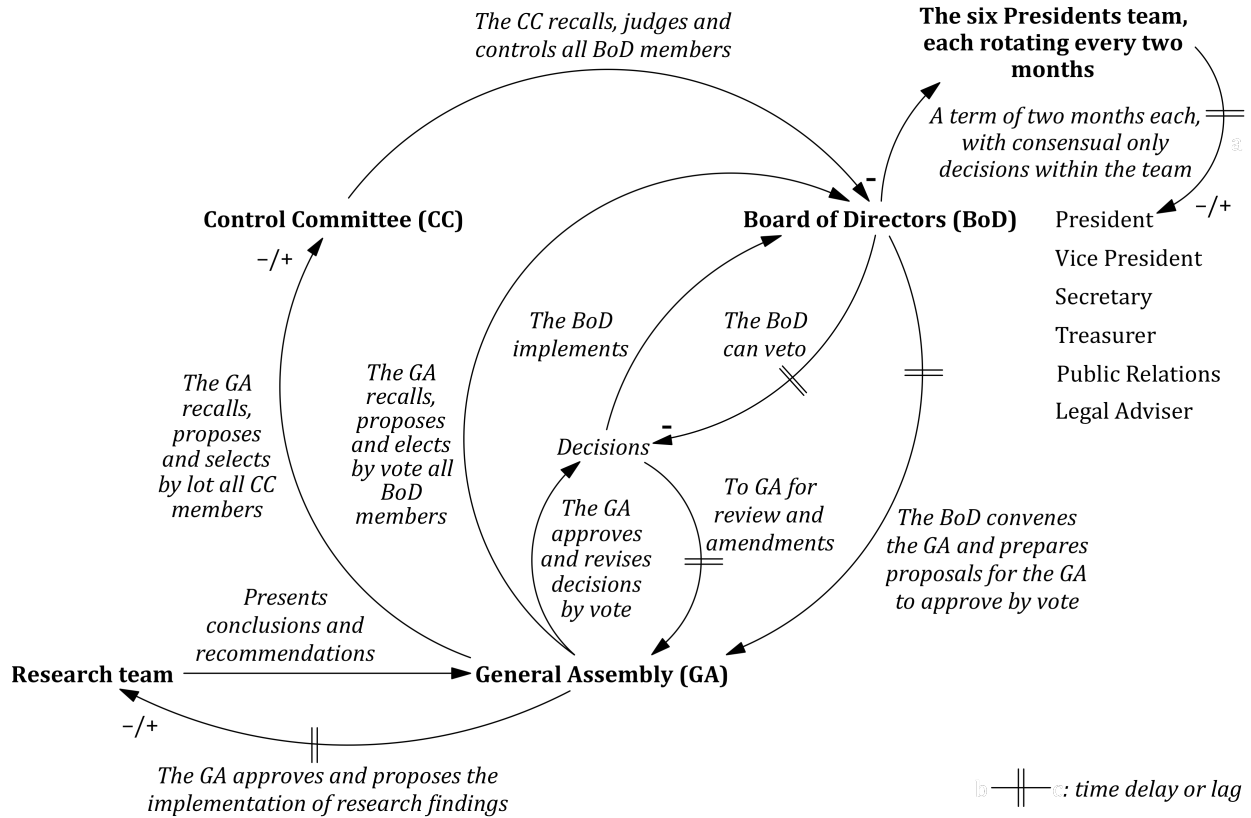 The CC recalls, judges and
controls all BoD members
The six Presidents team,
each rotating every two
months
A term of two months each,
with consensual only
decisions within the team
a
-
−/+
Control Committee (CC)
−/+
Board of Directors (BoD)
President
Vice President
Secretary
Treasurer
Public Relations
Legal Adviser
The BoD
implements
The BoD
can veto
The GA
recalls,
proposes
and selects
by lot all CC
members
The GA
recalls,
proposes
and elects
by vote all
BoD
members
-
Decisions
The GA
approves
and revises
decisions
by vote
To GA for
review and
amendments
The BoD convenes
the GA and prepares
proposals for the GA
to approve by vote
Presents
conclusions and
recommendations
Research team
General Assembly (GA)
−/+
The GA approves and proposes the
implementation of research findings
b c : time delay or lag